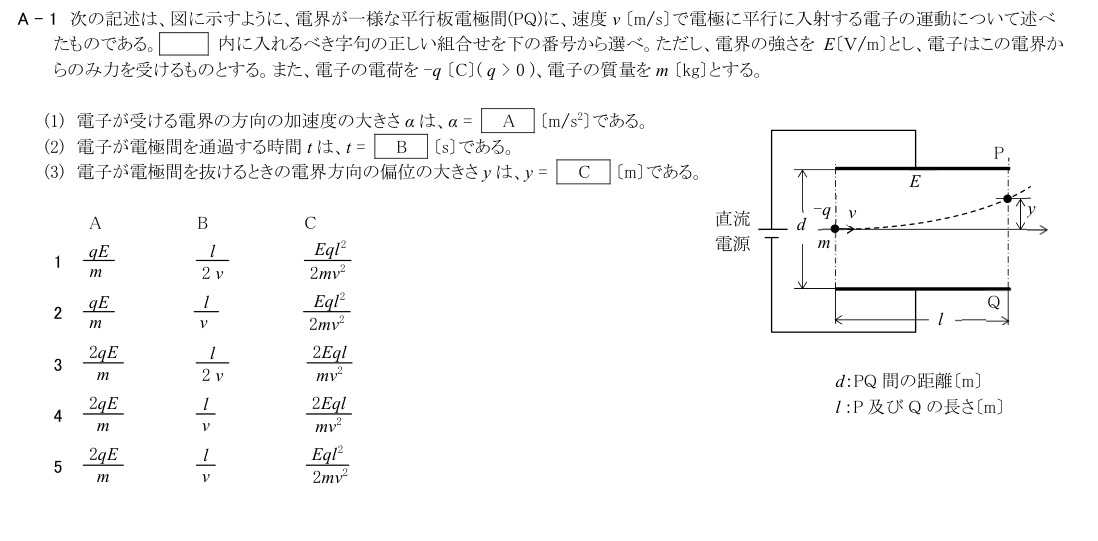 A－1 次の記述は、図に示すように、電界が一様な平行板電極間(PQ)に、速度 v〔m/s〕で電極に平行に入射する電子の運動について述べ
たものである。 内に入れるべき字句の正しい組合せを下の番号から選べ。ただし、電界の強さを E〔V/m〕とし、電子はこの電界か
らのみ力を受けるものとする。また、電子の電荷を -q〔C〕( q > 0 )、電子の質量を m〔kg〕とする。
(1) 電子が受ける電界の方向の加速度の大きさ α は、α = A 〔m/s²〕である。
(2) 電子が電極間を通過する時間 t は、t = B 〔s〕である。
(3) 電子が電極間を抜けるときの電界方向の偏位の大きさ y は、y = C 〔m〕である。
A B C
1 qE/m l/2v Eql²/2mv²
2 qE/m l/v Eql²/2mv²
3 2qE/m l/2v 2Eql/mv²
4 2qE/m l/v 2Eql/mv²
5 2qE/m l/v Eql²/2mv²
P
E
直流
電源
d
-q v
m
y
Q
l
d:PQ 間の距離〔m〕
l:P 及び Q の長さ〔m〕